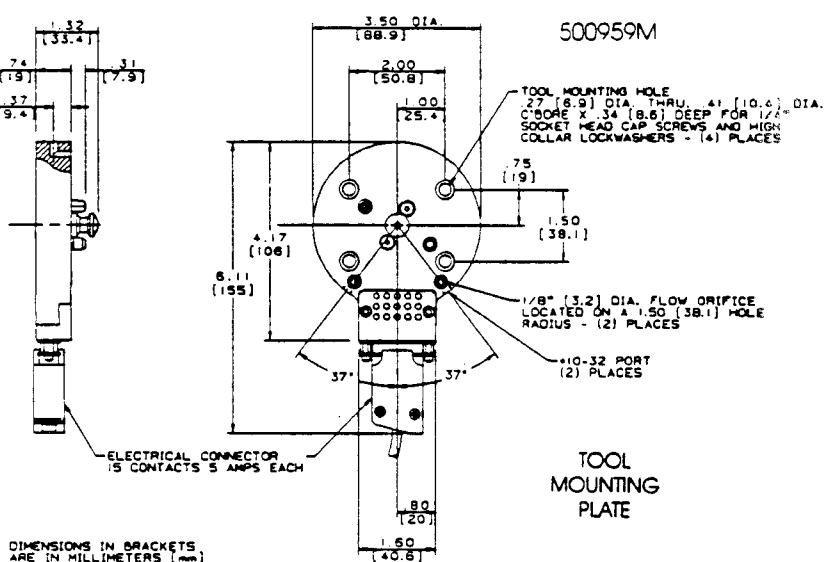 500959M
1.32
[33.4]
.74
[19]
.31
[7.9]
.37
9.4]
3.50 DIA.
[88.9]
2.00
[50.8]
1.00
25.4
TOOL MOUNTING HOLE
.27 [6.9] DIA. THRU. .41 [10.4] DIA.
C'BORE X .34 [8.6] DEEP FOR 1/4"
SOCKET HEAD CAP SCREWS AND HIGH
COLLAR LOCKWASHERS - (4) PLACES
.75
[19]
1.50
[38.1]
4.17
[106]
6.11
[155]
1/8" [3.2] DIA. FLOW ORIFICE
LOCATED ON A 1.50 [38.1] HOLE
RADIUS - (2) PLACES
#10-32 PORT
(2) PLACES
37°
37°
ELECTRICAL CONNECTOR
15 CONTACTS 5 AMPS EACH
TOOL
MOUNTING
PLATE
.80
[20]
1.60
[40.6]
DIMENSIONS IN BRACKETS
ARE IN MILLIMETERS [mm]